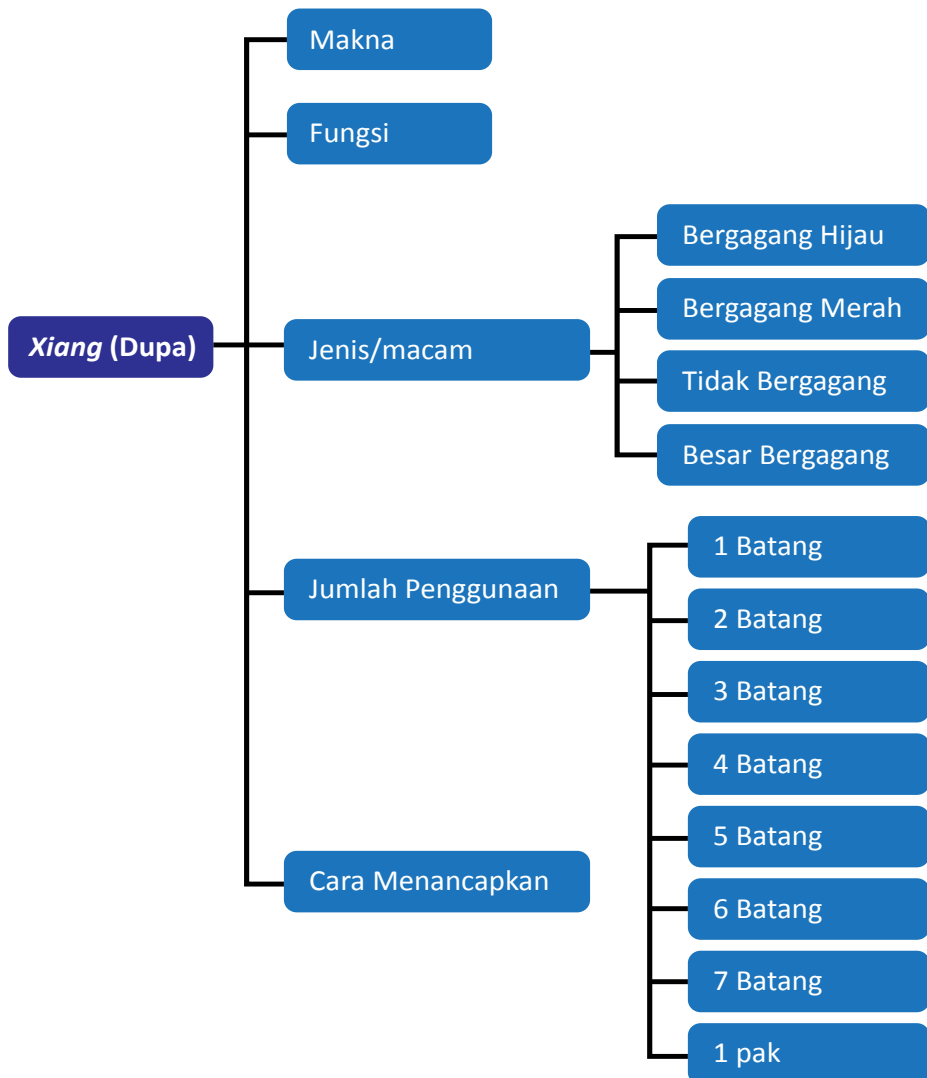 Xiang (Dupa)
Makna
Fungsi
Jenis/macam
Bergagang Hijau
Bergagang Merah
Tidak Bergagang
Besar Bergagang
Jumlah Penggunaan
1 Batang
2 Batang
3 Batang
4 Batang
5 Batang
6 Batang
7 Batang
1 pak
Cara Menancapkan